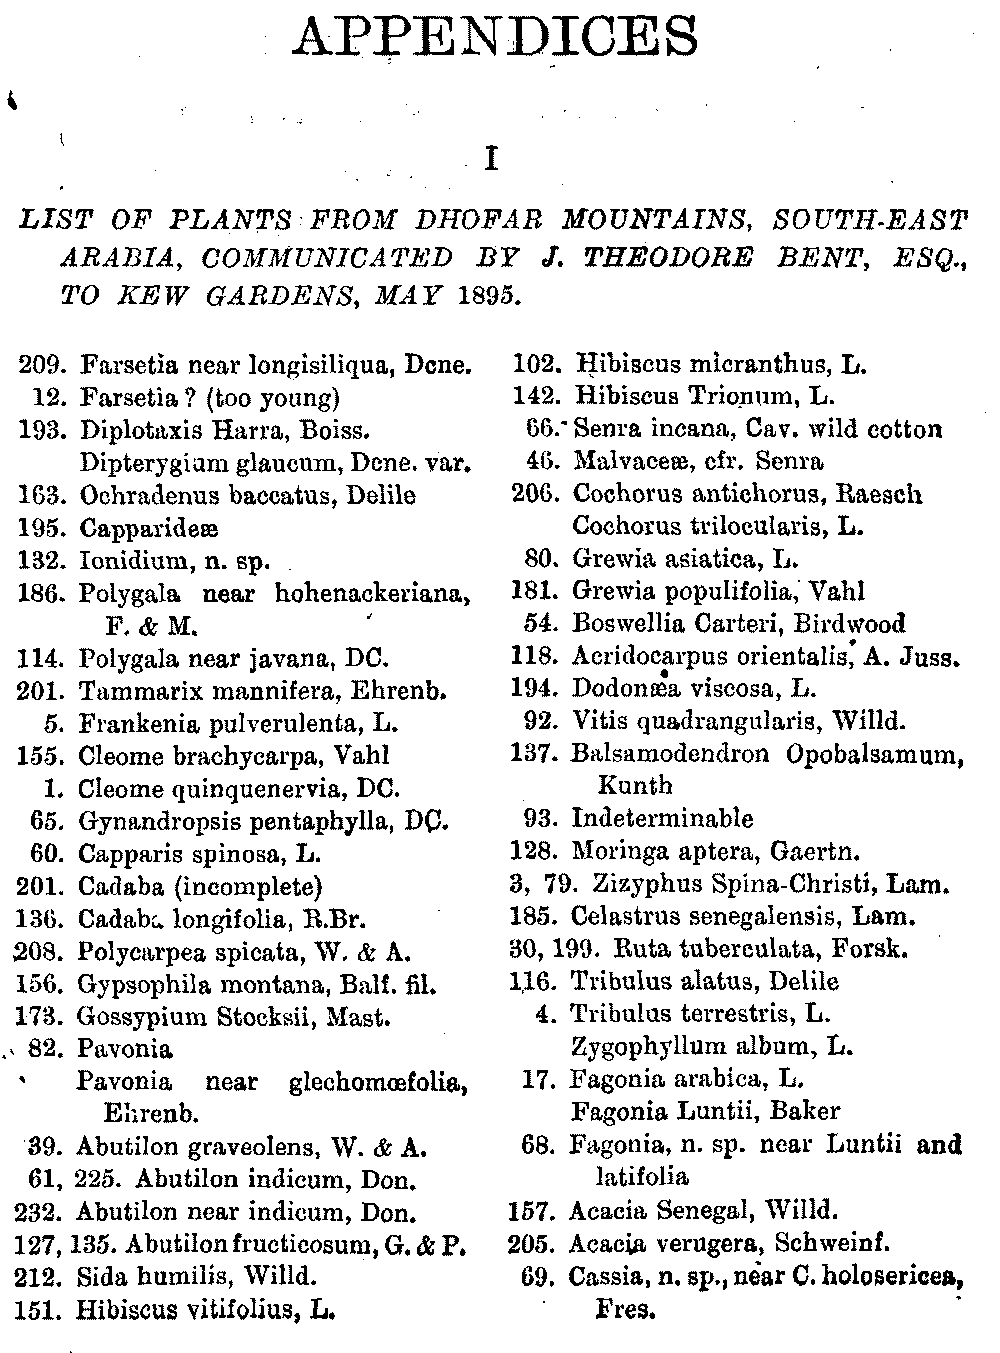 APPENDICES
I
LIST OF PLANTS FROM DHOFAR MOUNTAINS, SOUTH-EAST
ARABIA, COMMUNICATED BY J. THEODORE BENT, ESQ.,
TO KEW GARDENS, MAY 1895.
209. Farsetia near longisiliqua, Dcne.
12. Farsetia? (too young)
193. Diplotaxis Harra, Boiss.
Dipterygium glaucum, Dcne. var.
163. Ochradenus baccatus, Delile
195. Capparideæ
132. Ionidium, n. sp.
186. Polygala near hohenackeriana,
F. & M.
114. Polygala near javana, DC.
201. Tammarix mannifera, Ehrenb.
5. Frankenia pulverulenta, L.
155. Cleome brachycarpa, Vahl
1. Cleome quinquenervia, DC.
65. Gynandropsis pentaphylla, DC.
60. Capparis spinosa, L.
201. Cadaba (incomplete)
136. Cadaba longifolia, R.Br.
208. Polycarpea spicata, W. & A.
156. Gypsophila montana, Balf. fil.
173. Gossypium Stocksii, Mast.
82. Pavonia
Pavonia near glechomœfolia,
Ehrenb.
39. Abutilon graveolens, W. & A.
61, 225. Abutilon indicum, Don.
232. Abutilon near indicum, Don.
127, 135. Abutilon fructicosum, G. & P.
212. Sida humilis, Willd.
151. Hibiscus vitifolius, L.
102. Hibiscus micranthus, L.
142. Hibiscus Trionum, L.
66. Senra incana, Cav. wild cotton
46. Malvaceæ, cfr. Senra
206. Cochorus antichorus, Raesch
Cochorus trilocularis, L.
80. Grewia asiatica, L.
181. Grewia populifolia, Vahl
54. Boswellia Carteri, Birdwood
118. Acridocarpus orientalis, A. Juss.
194. Dodonæa viscosa, L.
92. Vitis quadrangularis, Willd.
137. Balsamodendron Opobalsamum,
Kunth
93. Indeterminable
128. Moringa aptera, Gaertn.
3, 79. Zizyphus Spina-Christi, Lam.
185. Celastrus senegalensis, Lam.
30, 199. Ruta tuberculata, Forsk.
116. Tribulus alatus, Delile
4. Tribulus terrestris, L.
Zygophyllum album, L.
17. Fagonia arabica, L.
Fagonia Luntii, Baker
68. Fagonia, n. sp. near Luntii and
latifolia
157. Acacia Senegal, Willd.
205. Acacia verugera, Schweinf.
69. Cassia, n. sp., near C. holosericea,
Fres.